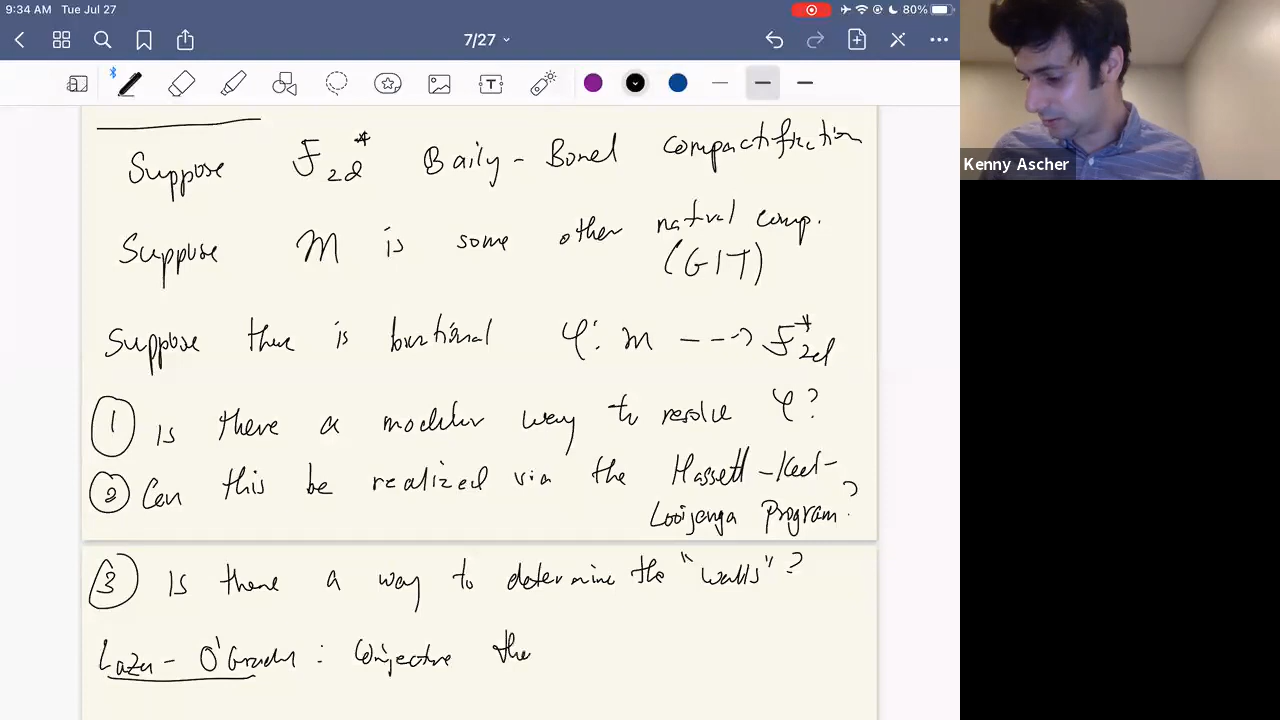 9:34 AM Tue Jul 27
80%
7/27
T
Suppose F*2d Baily-Borel compactification
Suppose M is some other natural comp.
(GIT)
Suppose there is birational φ: M ---> F*2d
① Is there a modular way to resolve φ?
② Can this be realized via the Hassett-Keel-
Looijenga Program?
③ Is there a way to determine the "walls"?
Laza - O'Grady : Conjecture the
Kenny Ascher